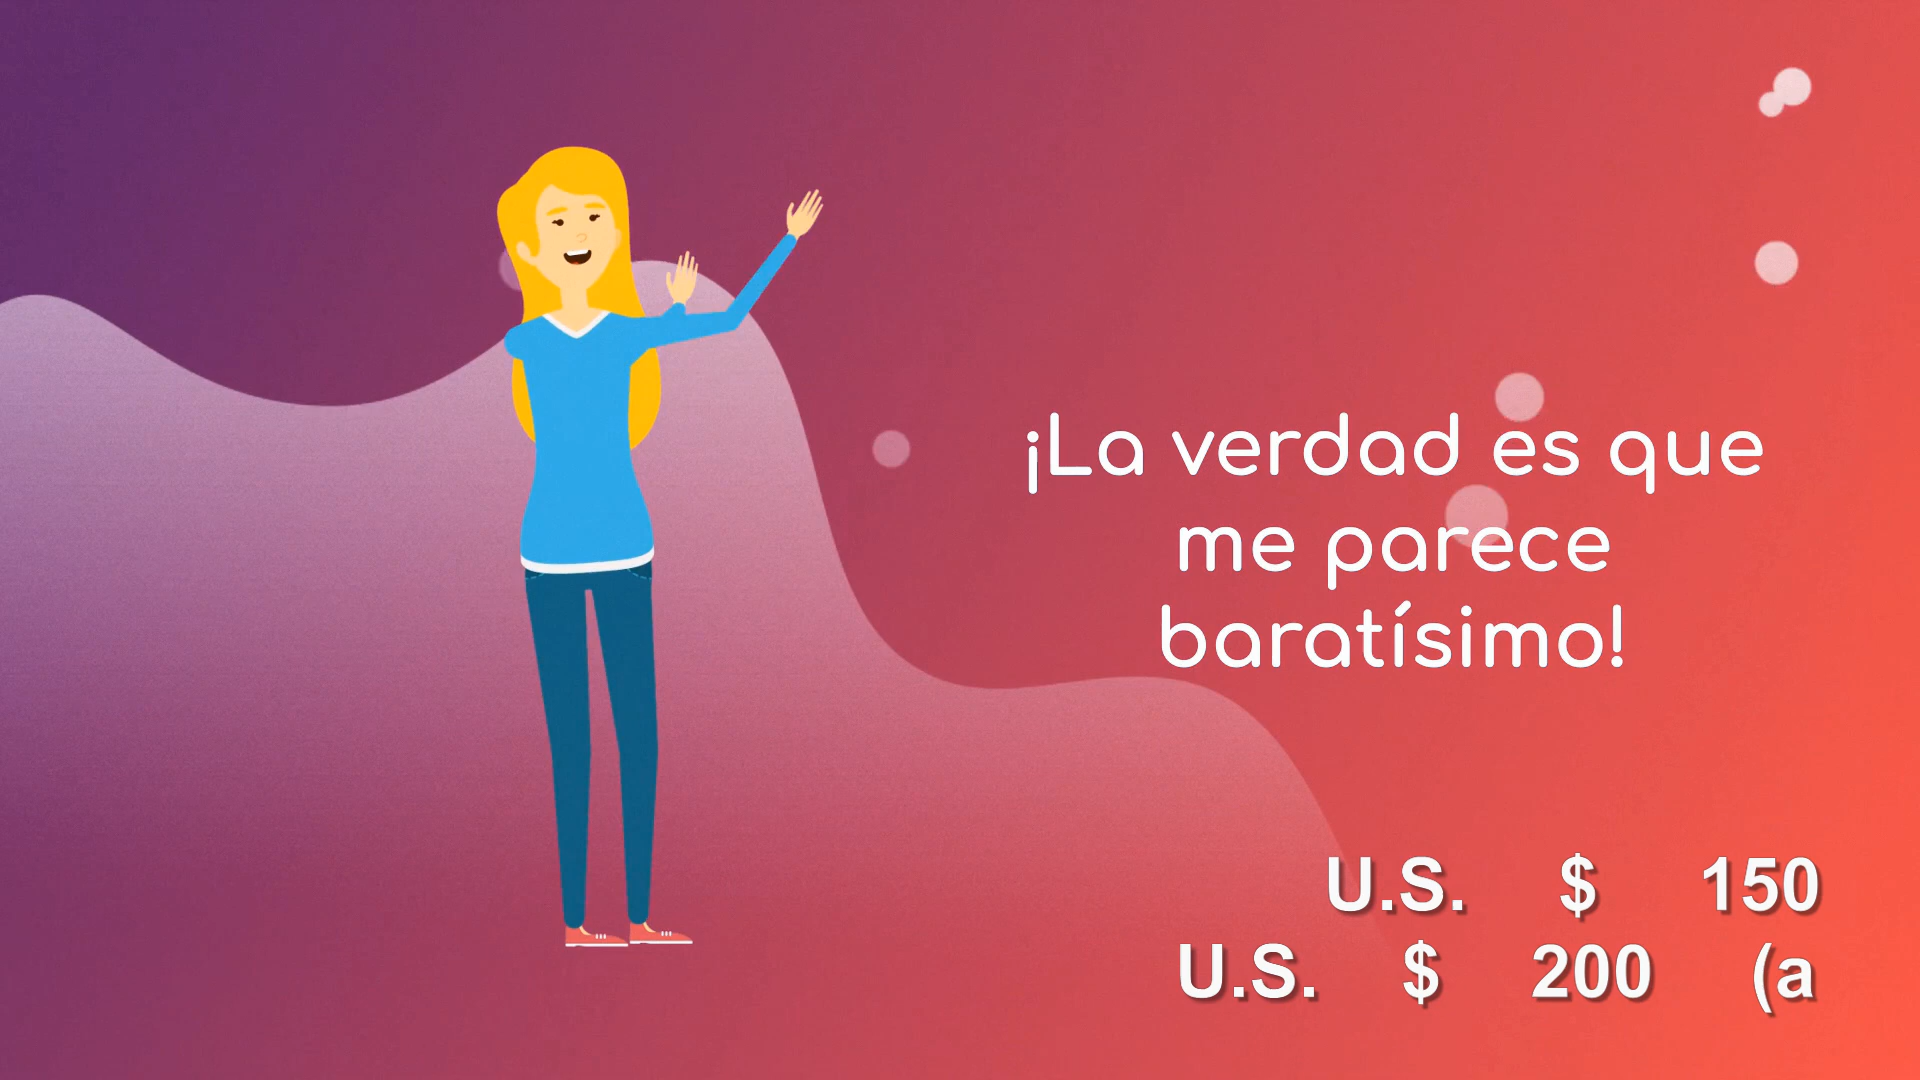 ¡La verdad es que
me parece
baratísimo!
U.S. $ 150
U.S. $ 200 (a